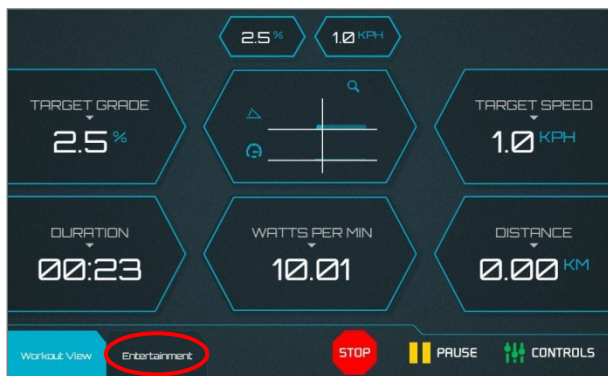 2.5 % 1.0 KPH
TARGET GRADE
2.5 %
TARGET SPEED
1.0 KPH
DURATION
00:23
WATTS PER MIN
10.01
DISTANCE
0.00 KM
Workout View Entertainment STOP PAUSE CONTROLS